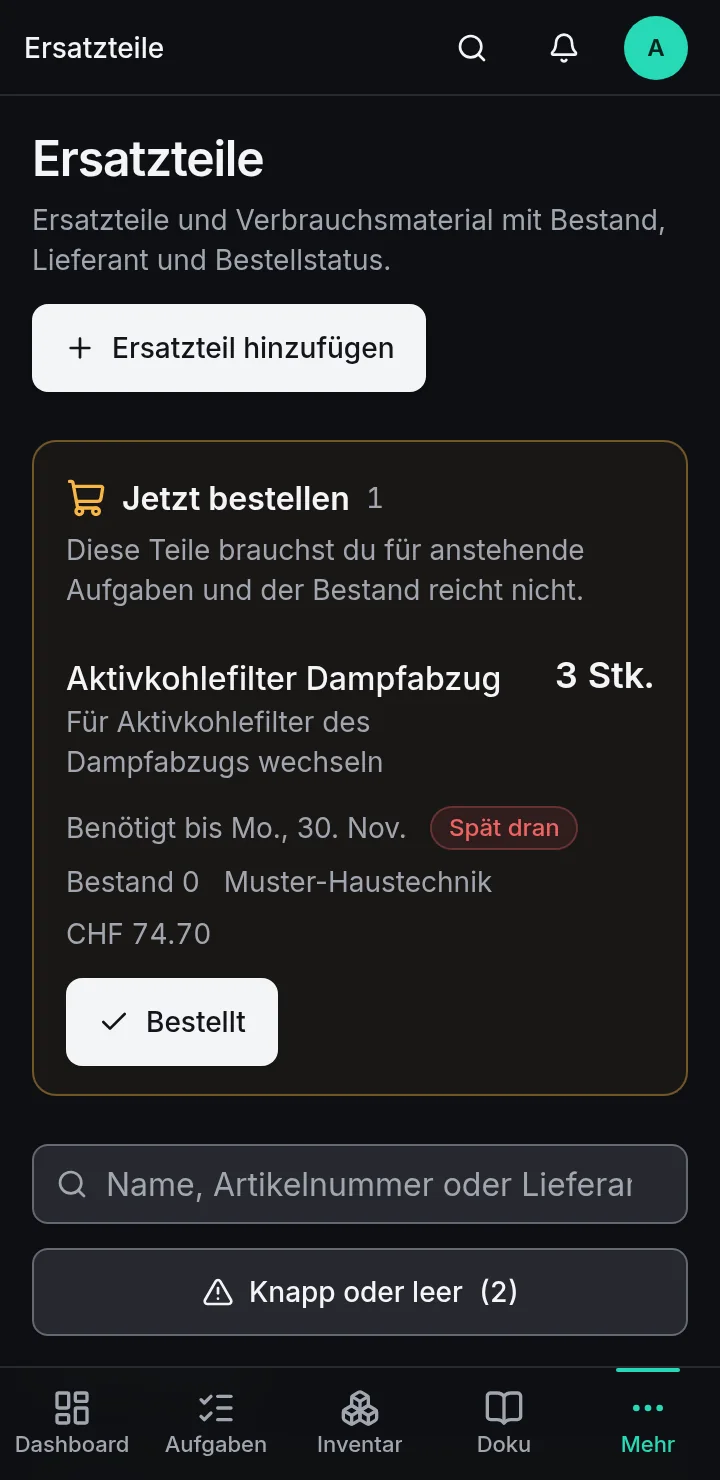 Ersatzteile
A
Ersatzteile
Ersatzteile und Verbrauchsmaterial mit Bestand,
Lieferant und Bestellstatus.
Ersatzteil hinzufügen
Jetzt bestellen 1
Diese Teile brauchst du für anstehende
Aufgaben und der Bestand reicht nicht.
Aktivkohlefilter Dampfabzug 3 Stk.
Für Aktivkohlefilter des
Dampfabzugs wechseln
Benötigt bis Mo., 30. Nov. Spät dran
Bestand 0 Muster-Haustechnik
CHF 74.70
Bestellt
Name, Artikelnummer oder Lieferar
Knapp oder leer (2)
Dashboard Aufgaben Inventar Doku Mehr